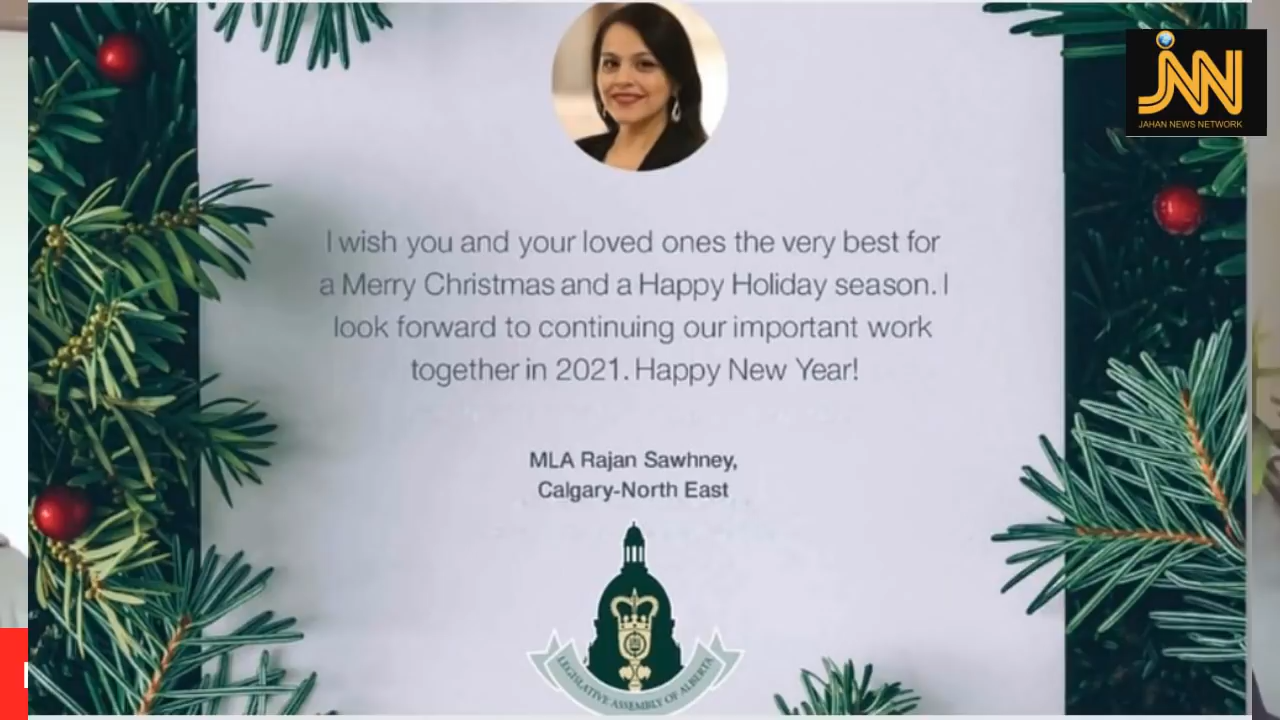 JNN
JAHAN NEWS NETWORK
I wish you and your loved ones the very best for
a Merry Christmas and a Happy Holiday season. I
look forward to continuing our important work
together in 2021. Happy New Year!
MLA Rajan Sawhney,
Calgary-North East
LEGISLATIVE ASSEMBLY OF ALBERTA